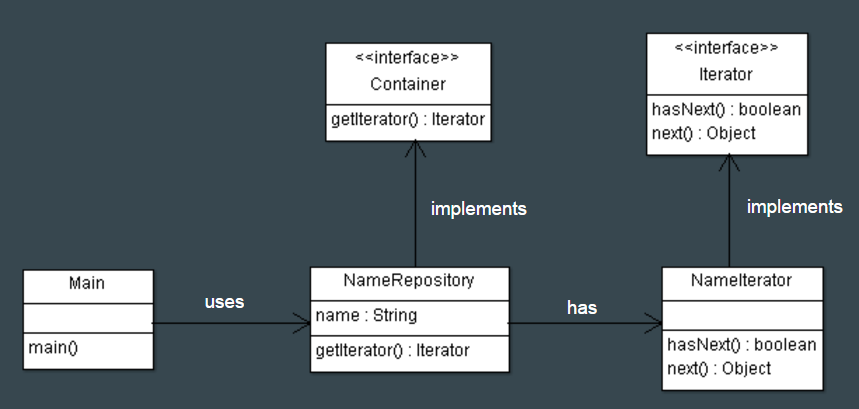 <<interface>>
Container
getIterator() : Iterator
<<interface>>
Iterator
hasNext() : boolean
next() : Object
implements
implements
Main
main()
uses
NameRepository
name : String
getIterator() : Iterator
has
NameIterator
hasNext() : boolean
next() : Object